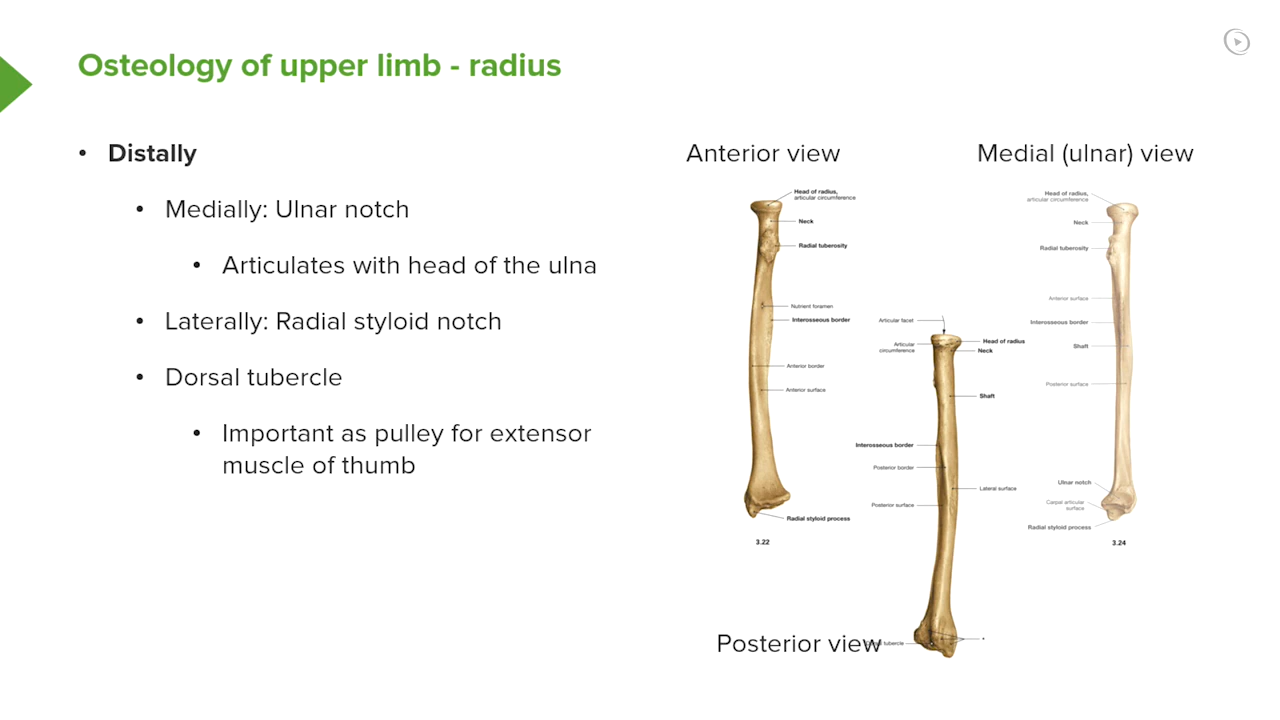 Osteology of upper limb - radius
• Distally
• Medially: Ulnar notch
• Articulates with head of the ulna
• Laterally: Radial styloid notch
• Dorsal tubercle
• Important as pulley for extensor
muscle of thumb
Anterior view
Head of radius,
articular circumference
Neck
Radial tuberosity
Nutrient foramen
Interosseous border
Anterior border
Anterior surface
Radial styloid process
3.22
Articular facet
Articular
circumference
Head of radius
Neck
Shaft
Interosseous border
Posterior border
Lateral surface
Posterior surface
tubercle
*
Posterior view
Medial (ulnar) view
Head of radius,
articular circumference
Neck
Radial tuberosity
Anterior surface
Interosseous border
Shaft
Posterior surface
Ulnar notch
Carpal articular
surface
Radial styloid process
3.24